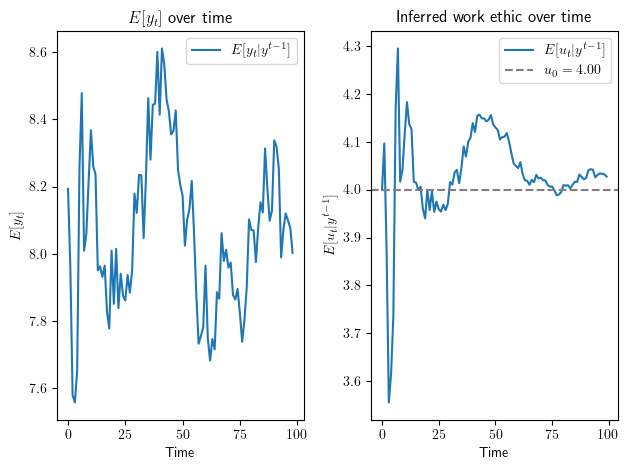 E[y_t] over time
E[y_t|y^{t−1}]
E[y_t]
8.6
8.4
8.2
8.0
7.8
7.6
0
25
50
75
100
Time
Inferred work ethic over time
E[u_t|y^{t−1}]
u_0 = 4.00
E[u_t|y^{t−1}]
4.3
4.2
4.1
4.0
3.9
3.8
3.7
3.6
0
25
50
75
100
Time